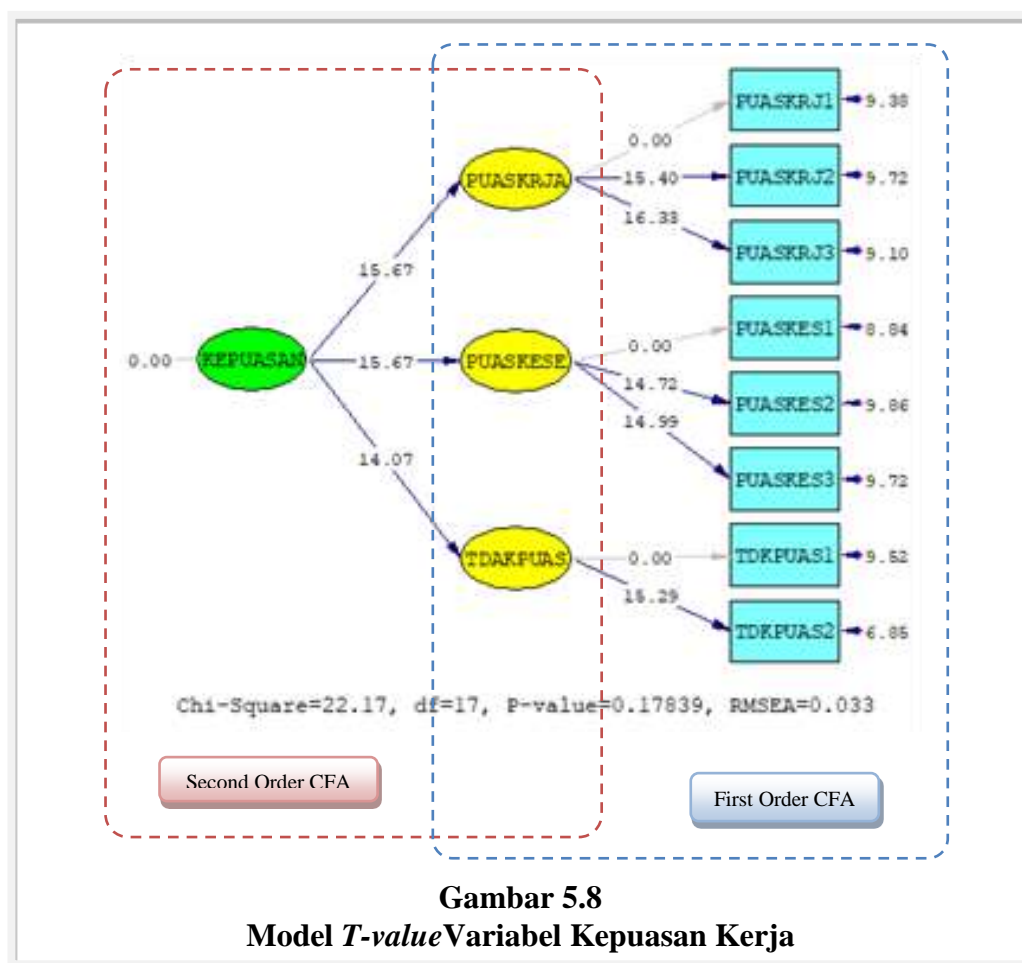 PUASKRJ1 9.38
0.00
PUASKRJA 15.40 PUASKRJ2 9.72
16.33
PUASKRJ3 9.10
15.67
PUASKES1 8.84
0.00
0.00 KEPUASAN 15.67 PUASKESE
14.72 PUASKES2 9.86
14.99
14.07
PUASKES3 9.72
TDAKPUAS 0.00 TDKPUAS1 9.52
15.29
TDKPUAS2 6.85
Chi-Square=22.17, df=17, P-value=0.17839, RMSEA=0.033
Second Order CFA
First Order CFA
Gambar 5.8
Model T-valueVariabel Kepuasan Kerja